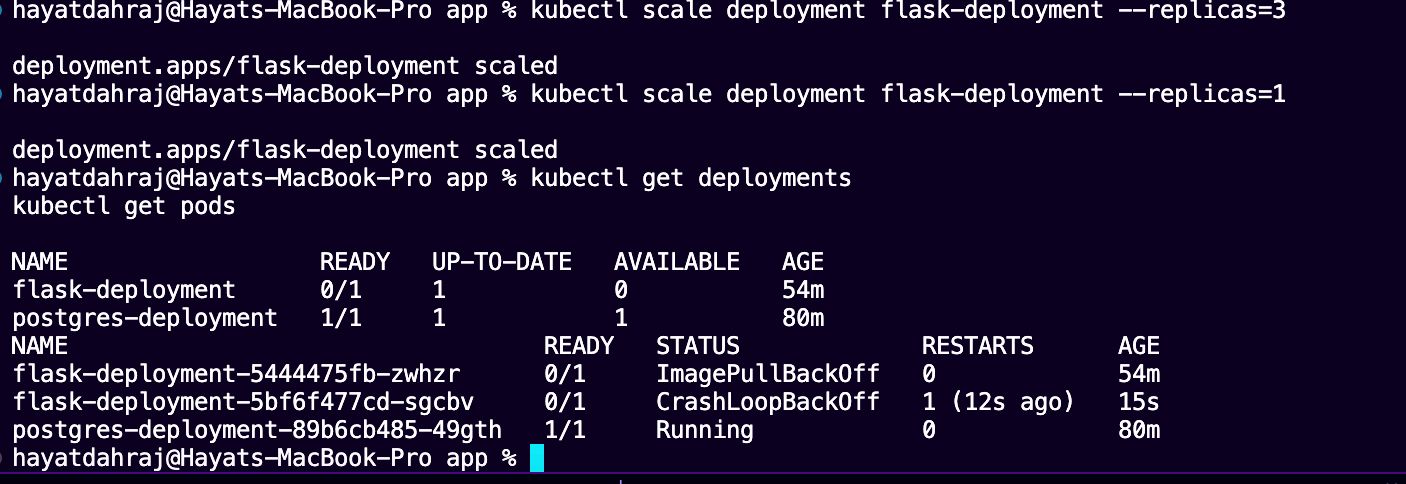 hayatdahraj@Hayats-MacBook-Pro app % kubectl scale deployment flask-deployment --replicas=3
deployment.apps/flask-deployment scaled
hayatdahraj@Hayats-MacBook-Pro app % kubectl scale deployment flask-deployment --replicas=1
deployment.apps/flask-deployment scaled
hayatdahraj@Hayats-MacBook-Pro app % kubectl get deployments
kubectl get pods
NAME READY UP-TO-DATE AVAILABLE AGE
flask-deployment 0/1 1 0 54m
postgres-deployment 1/1 1 1 80m
NAME READY STATUS RESTARTS AGE
flask-deployment-5444475fb-zwhzr 0/1 ImagePullBackOff 0 54m
flask-deployment-5bf6f477cd-sgcbv 0/1 CrashLoopBackOff 1 (12s ago) 15s
postgres-deployment-89b6cb485-49gth 1/1 Running 0 80m
hayatdahraj@Hayats-MacBook-Pro app %